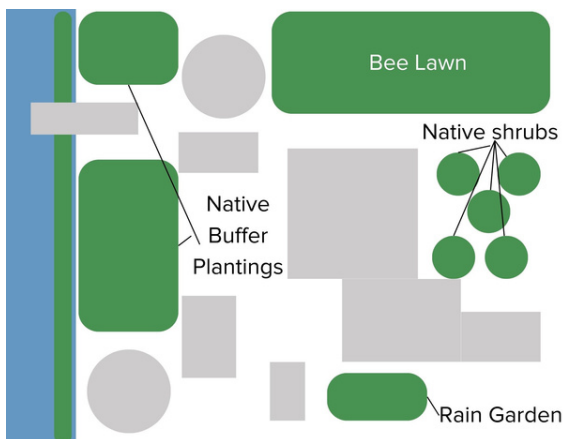 Bee Lawn
Native shrubs
Native
Buffer
Plantings
Rain Garden